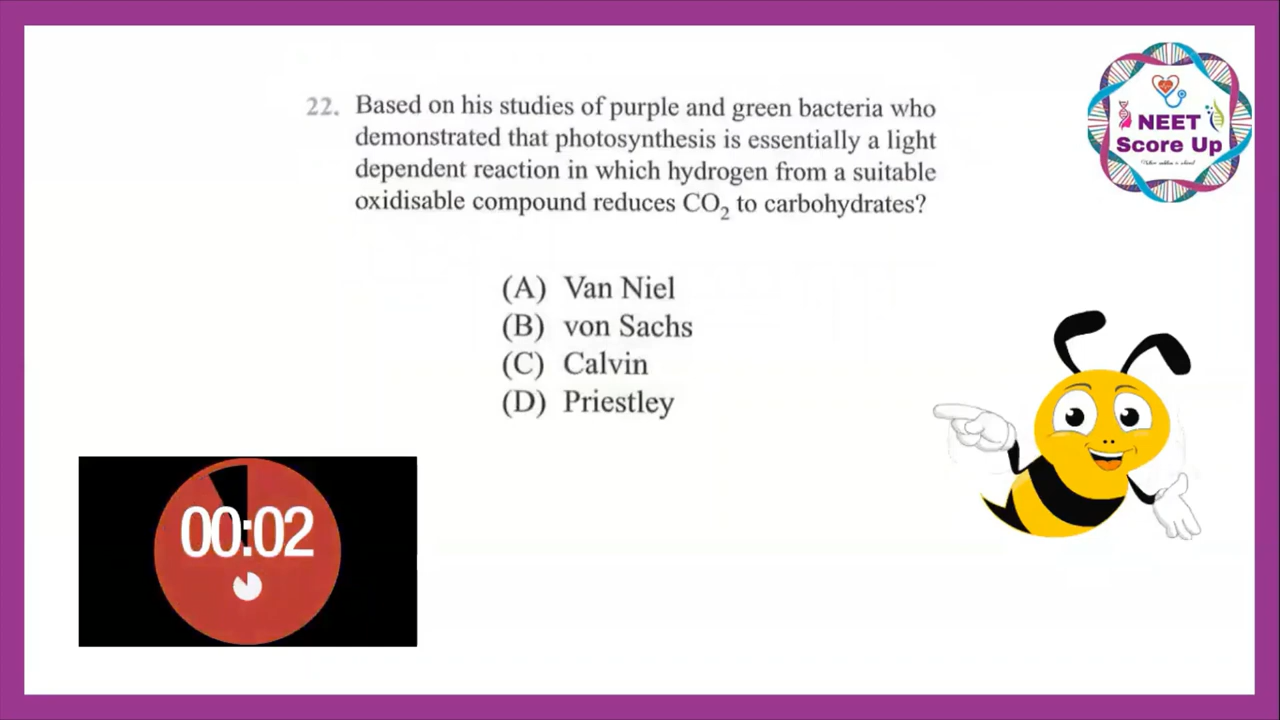 22. Based on his studies of purple and green bacteria who
demonstrated that photosynthesis is essentially a light
dependent reaction in which hydrogen from a suitable
oxidisable compound reduces CO₂ to carbohydrates?
(A) Van Niel
(B) von Sachs
(C) Calvin
(D) Priestley
NEET
Score Up
00:02